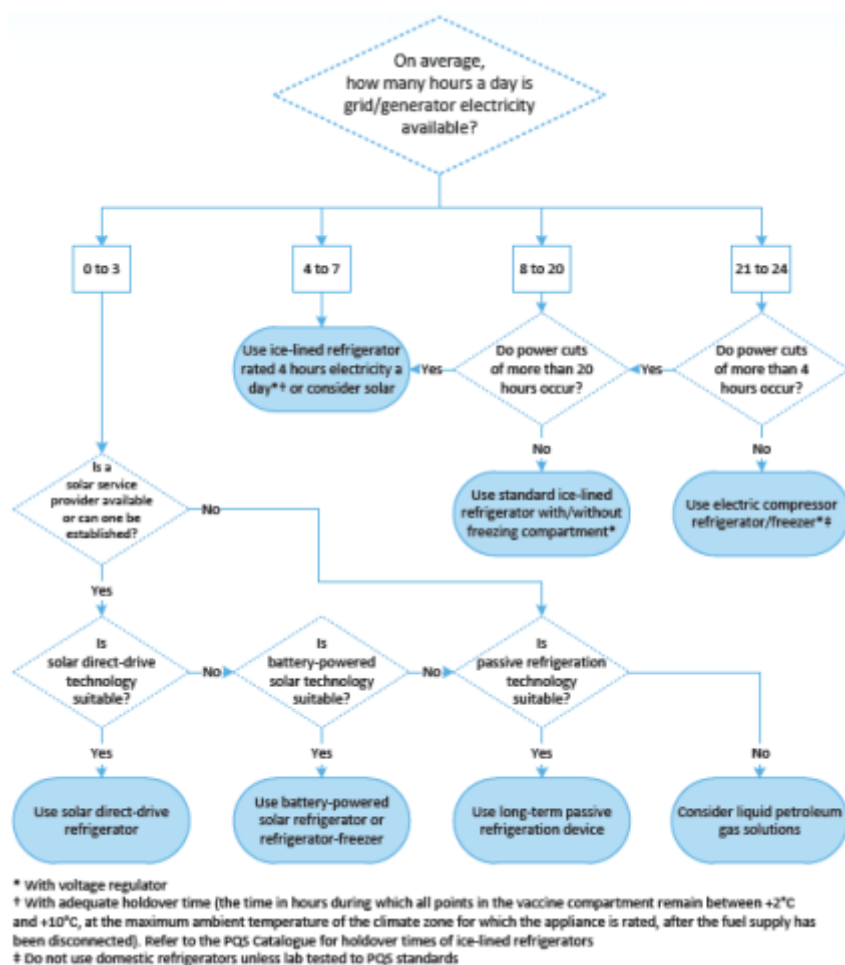 On average,
how many hours a day is
grid/generator electricity
available?
0 to 3
4 to 7
8 to 20
21 to 24
Use ice-lined refrigerator
rated 4 hours electricity a
day*† or consider solar
Yes
Do power cuts
of more than 20
hours occur?
Yes
Do power cuts
of more than 4
hours occur?
No
No
Is a
solar service
provider available
or can one be
established?
No
Use standard ice-lined
refrigerator with/without
freezing compartment*
Use electric compressor
refrigerator/freezer*‡
Yes
Is
solar direct-drive
technology
suitable?
No
Is
battery-powered
solar technology
suitable?
No
Is
passive refrigeration
technology
suitable?
Yes
Yes
Yes
No
Use solar direct-drive
refrigerator
Use battery-powered
solar refrigerator or
refrigerator-freezer
Use long-term passive
refrigeration device
Consider liquid petroleum
gas solutions
* With voltage regulator
† With adequate holdover time (the time in hours during which all points in the vaccine compartment remain between +2°C
and +10°C, at the maximum ambient temperature of the climate zone for which the appliance is rated, after the fuel supply has
been disconnected). Refer to the PQS Catalogue for holdover times of ice-lined refrigerators
‡ Do not use domestic refrigerators unless lab tested to PQS standards